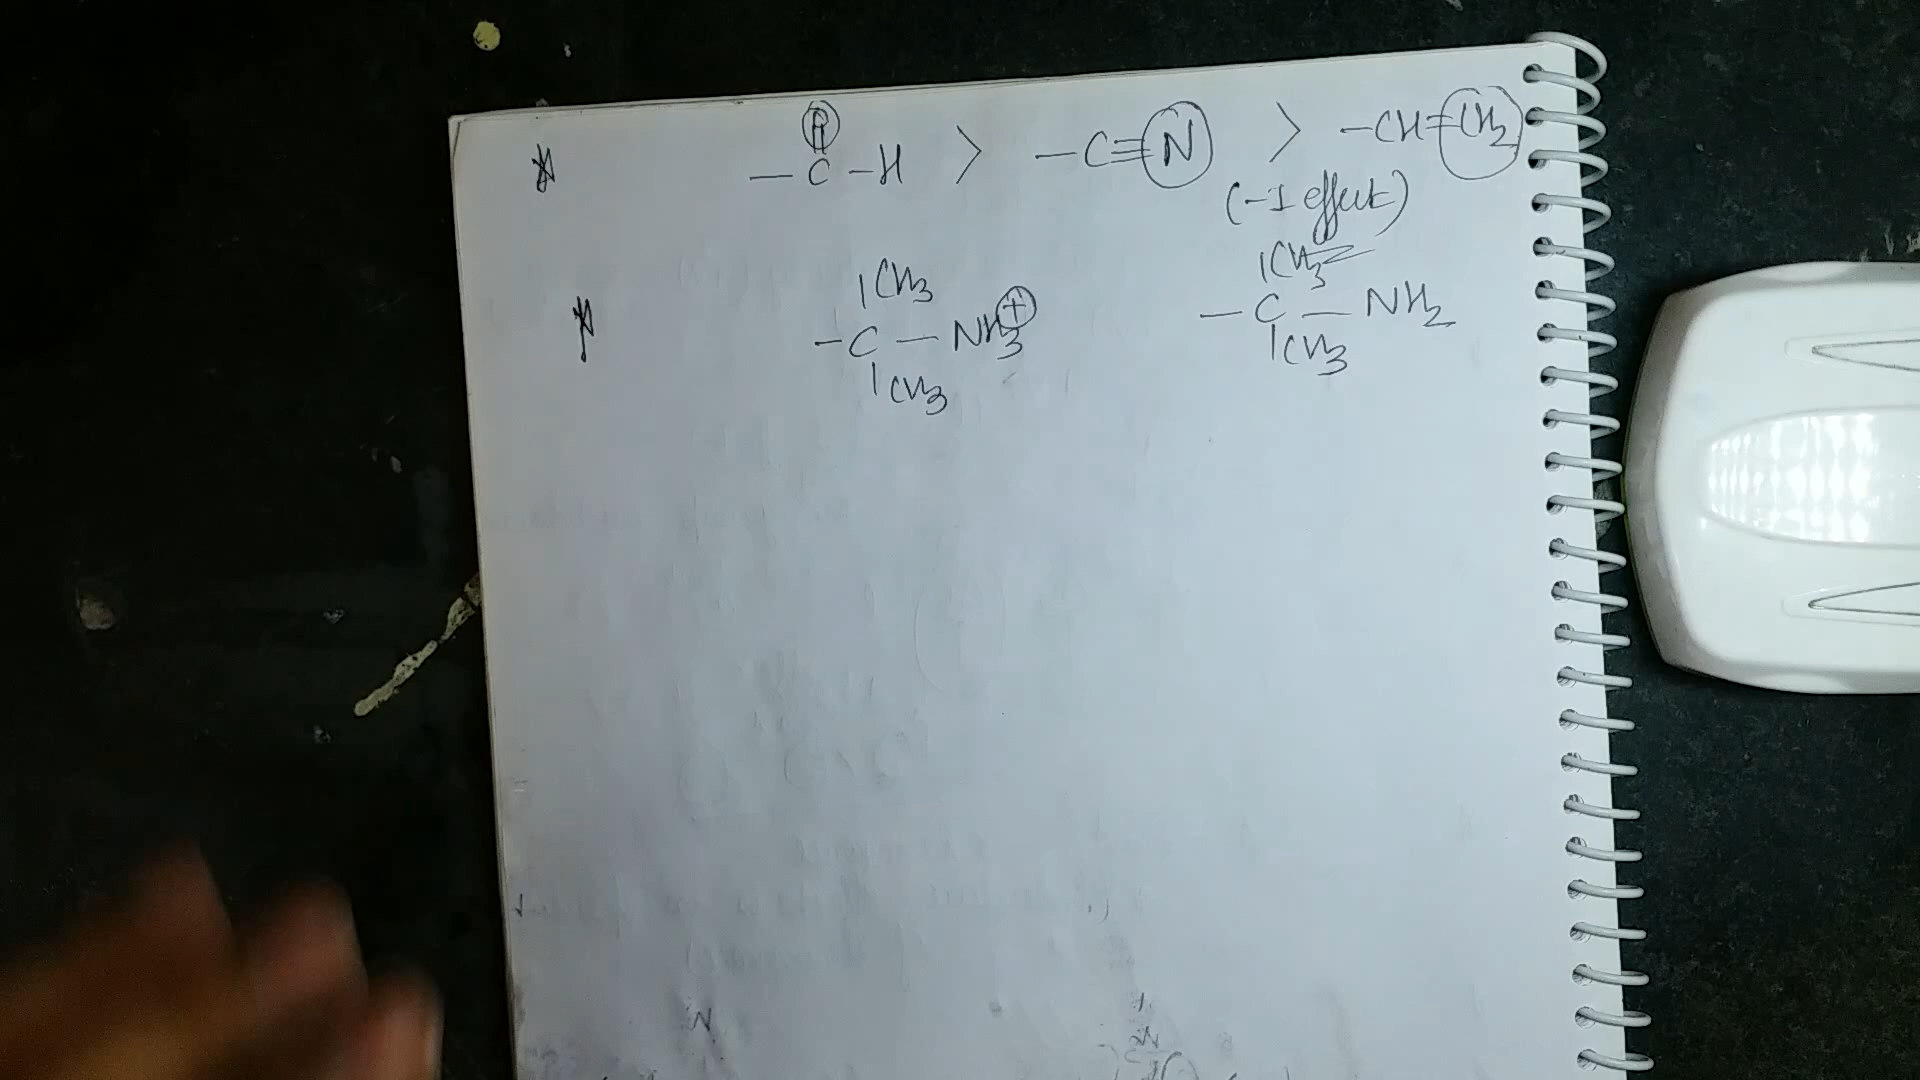 O
— C — H > — C≡N > — CH=CH2
(-I effect)
CH3 CH3
— C — NH3+ — C — NH2
CH3 CH3